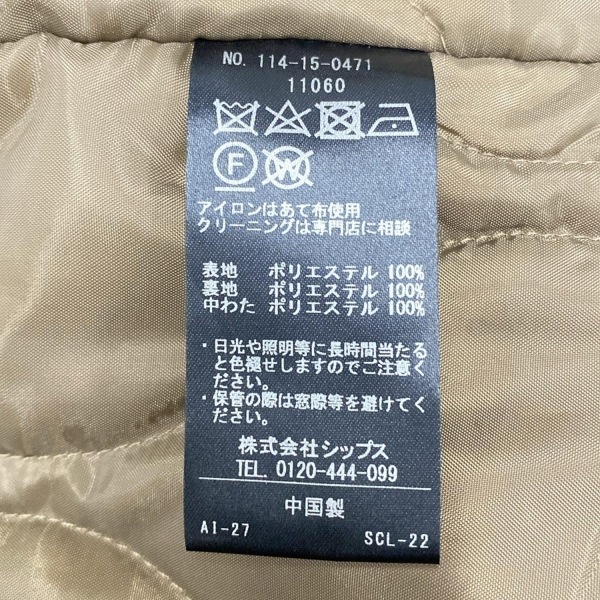 NO. 114-15-0471
11060
F W
アイロンはあて布使用
クリーニングは専門店に相談
表地 ポリエステル 100%
裏地 ポリエステル 100%
中わた ポリエステル 100%
・日光や照明等に長時間当たる
と色褪せしますのでご注意く
ださい。
・保管の際は窓際等を避けてく
ださい。
株式会社シップス
TEL. 0120-444-099
中国製
AI-27 SCL-22